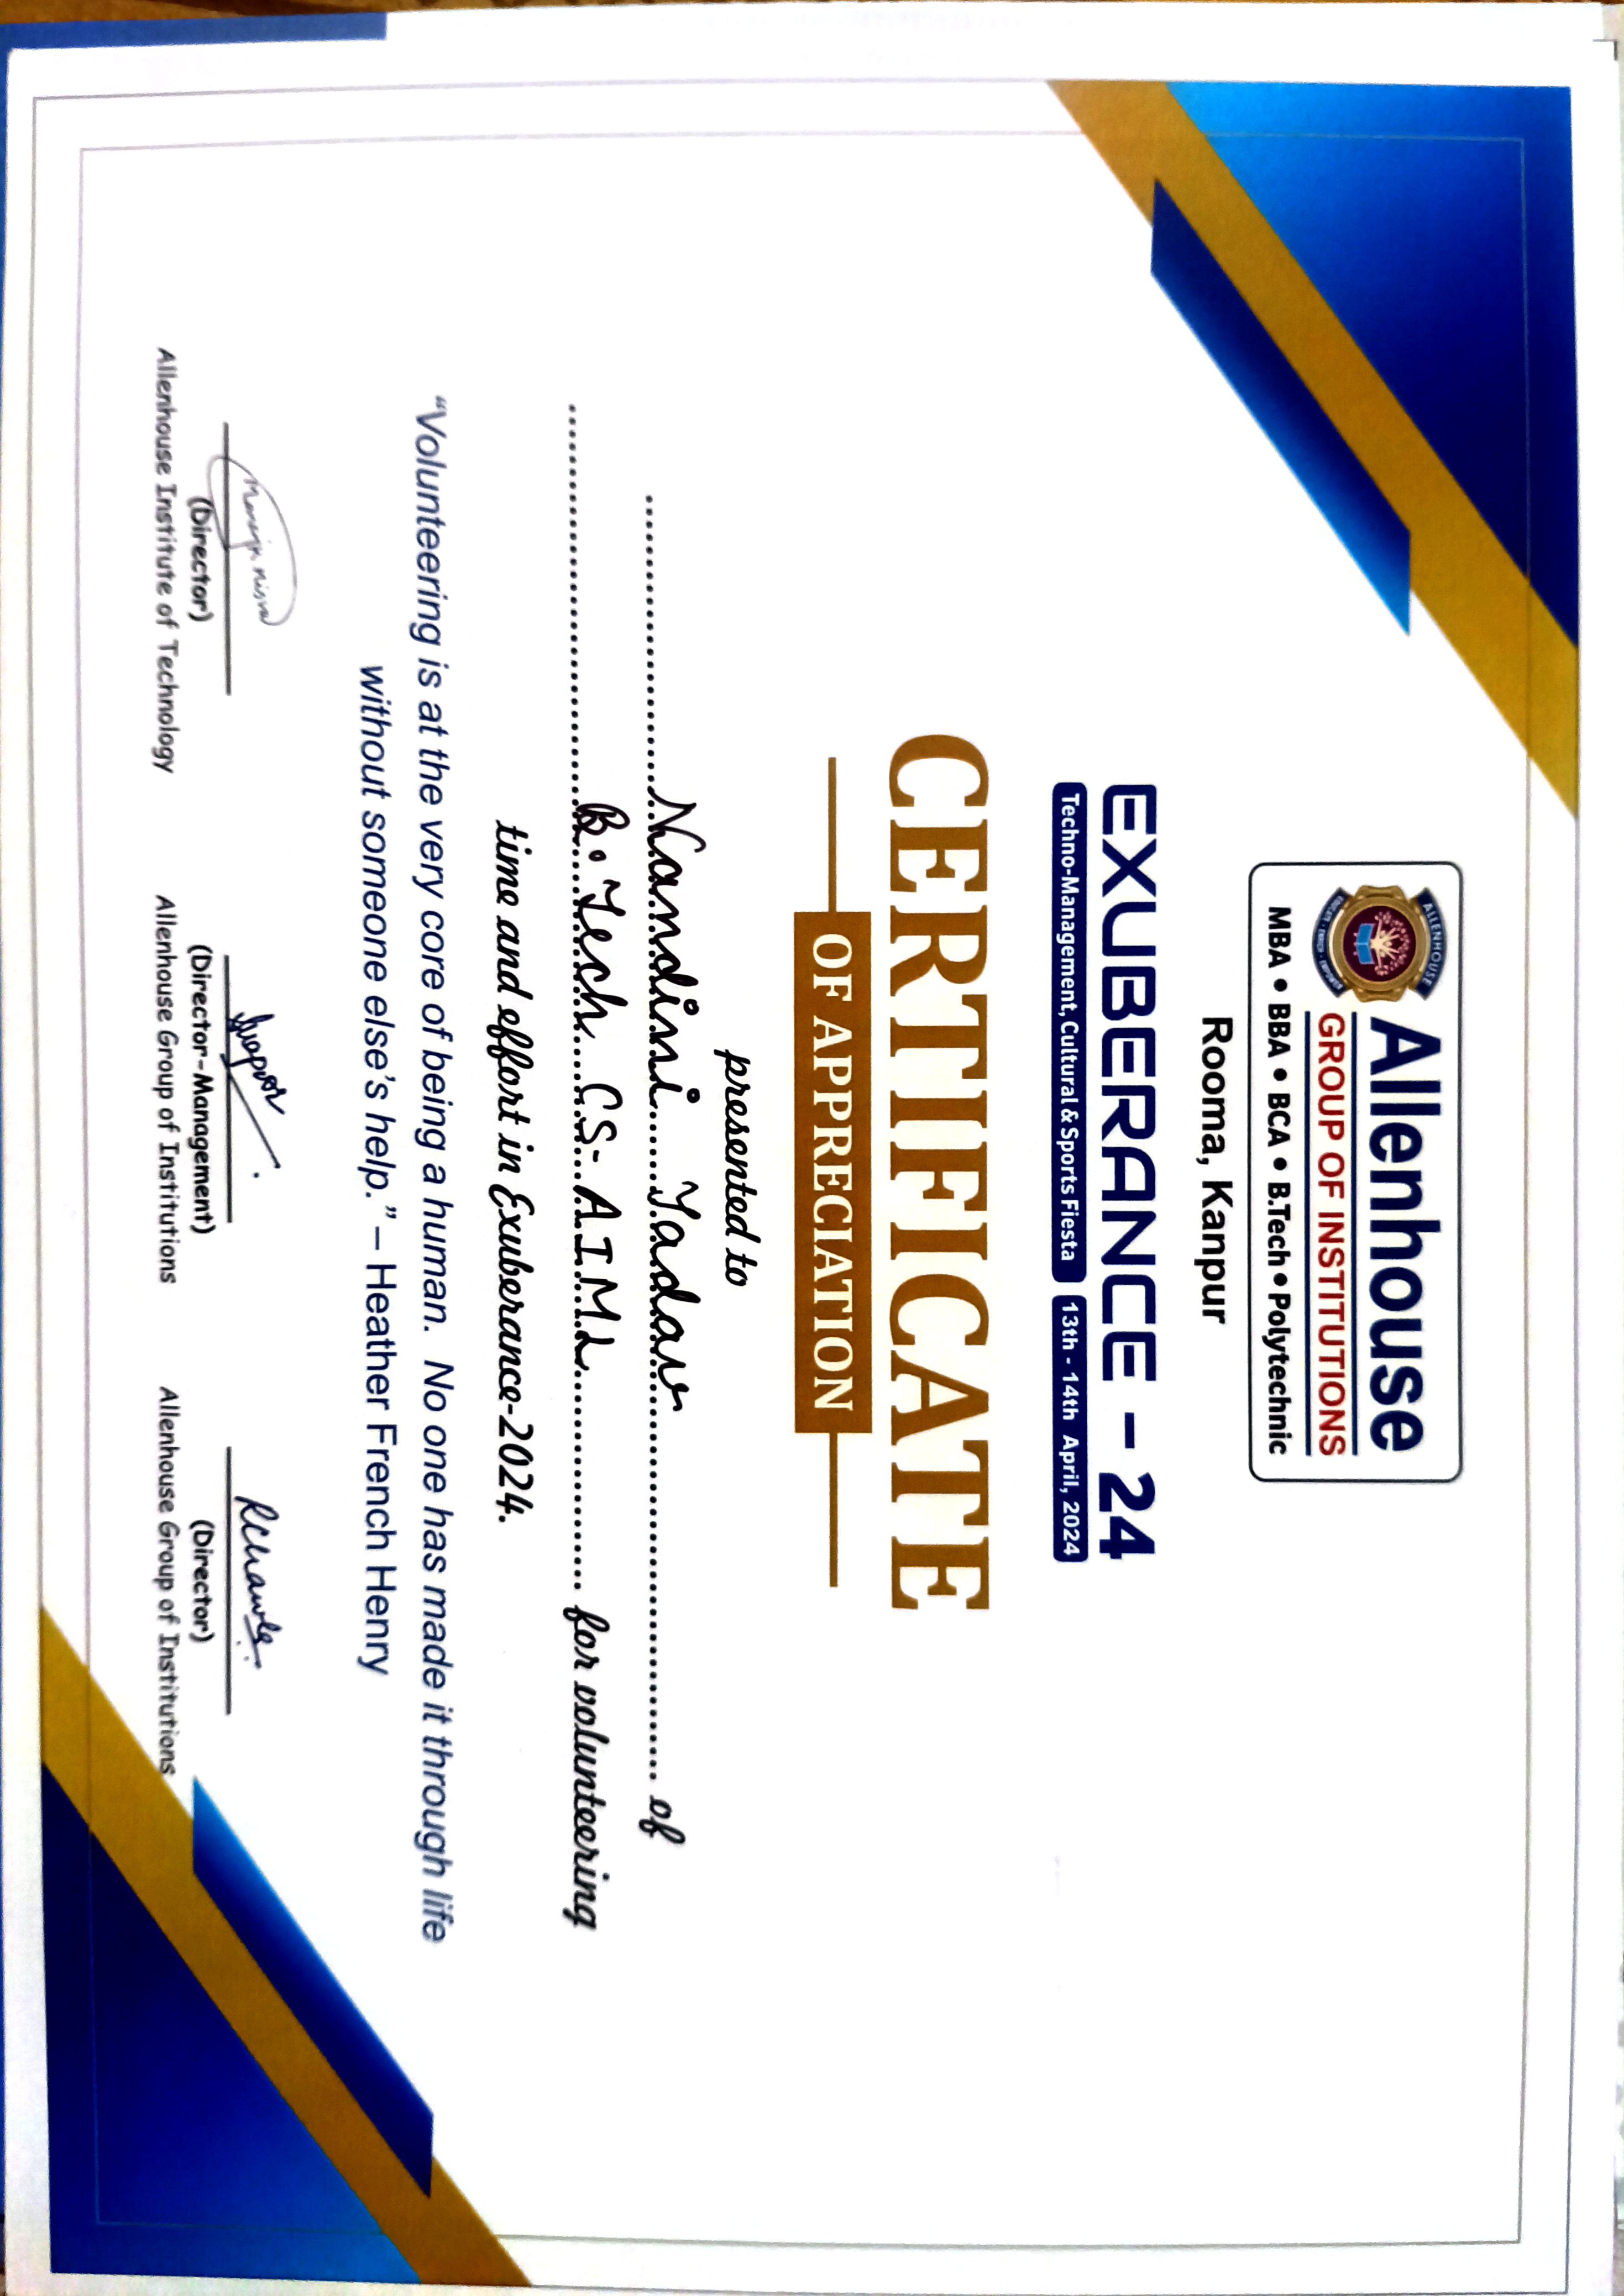 Allenhouse
GROUP OF INSTITUTIONS
MBA • BBA • BCA • B.Tech • Polytechnic
ALLENHOUSE
Rooma, Kanpur
EXUBERANCE - 24
Techno-Management, Cultural & Sports Fiesta 13th - 14th April, 2024
CERTIFICATE
OF APPRECIATION
presented to
Nandini Yadav of
B.Tech CS-AIML for volunteering
time and effort in Exuberance-2024.
“Volunteering is at the very core of being a human. No one has made it through life
without someone else's help.” – Heather French Henry
(Director)
Allenhouse Institute of Technology
(Director-Management)
Allenhouse Group of Institutions
(Director)
Allenhouse Group of Institutions